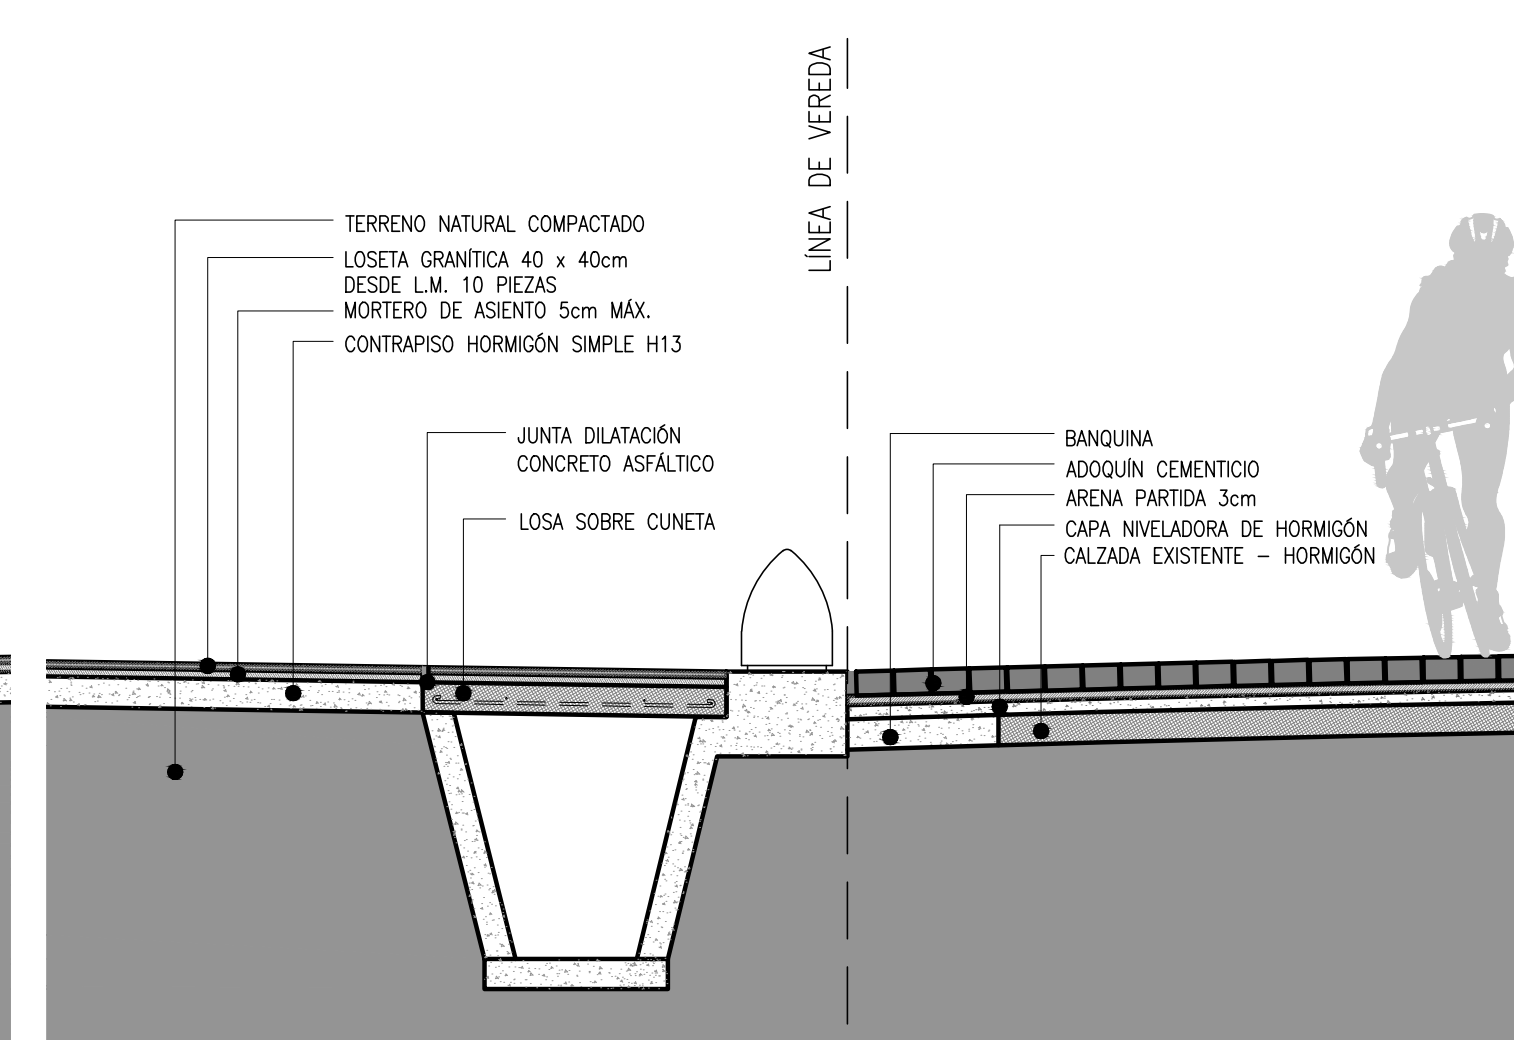 LÍNEA DE VEREDA
TERRENO NATURAL COMPACTADO
LOSETA GRANÍTICA 40 x 40cm
DESDE L.M. 10 PIEZAS
MORTERO DE ASIENTO 5cm MÁX.
CONTRAPISO HORMIGÓN SIMPLE H13
JUNTA DILATACIÓN
CONCRETO ASFÁLTICO
LOSA SOBRE CUNETA
BANQUINA
ADOQUÍN CEMENTICIO
ARENA PARTIDA 3cm
CAPA NIVELADORA DE HORMIGÓN
CALZADA EXISTENTE – HORMIGÓN